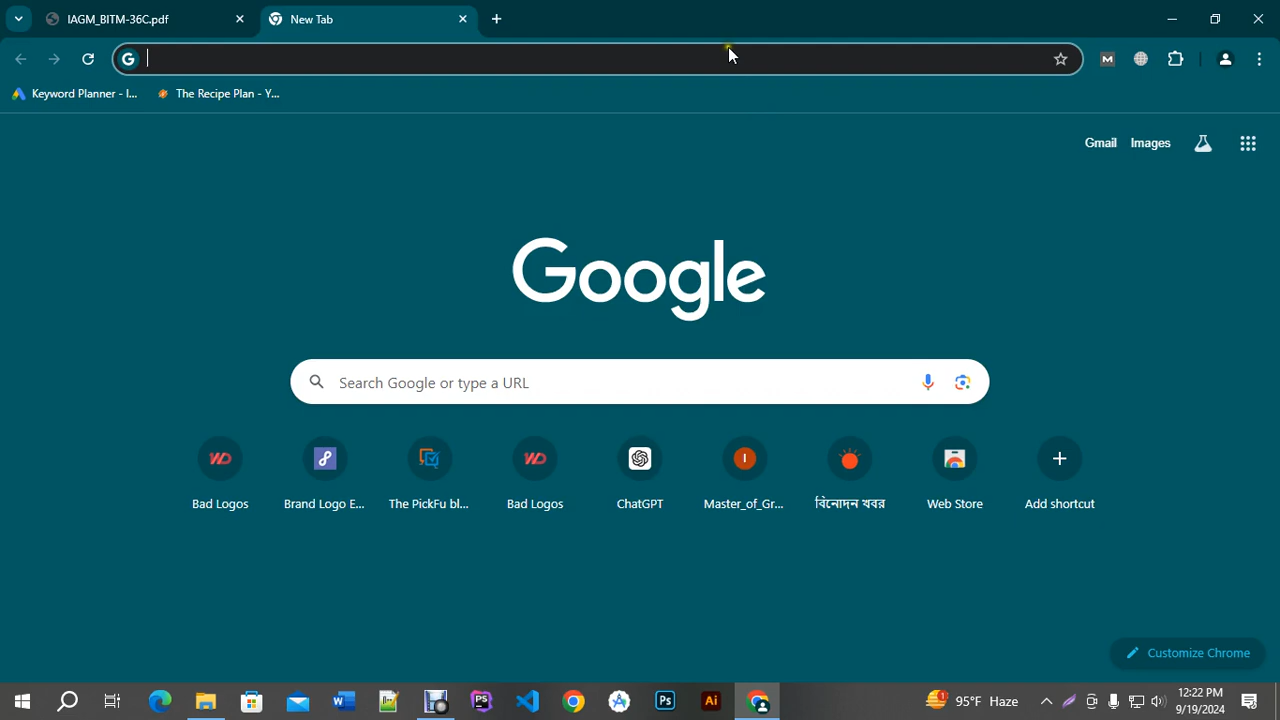 IAGM_BITM-36C.pdf
New Tab
Keyword Planner - I...
The Recipe Plan - Y...
Gmail
Images
Google
Search Google or type a URL
Bad Logos
Brand Logo E...
The PickFu bl...
Bad Logos
ChatGPT
Master_of_Gr...
বিনোদন খবর
Web Store
Add shortcut
Customize Chrome
95°F Haze
12:22 PM
9/19/2024